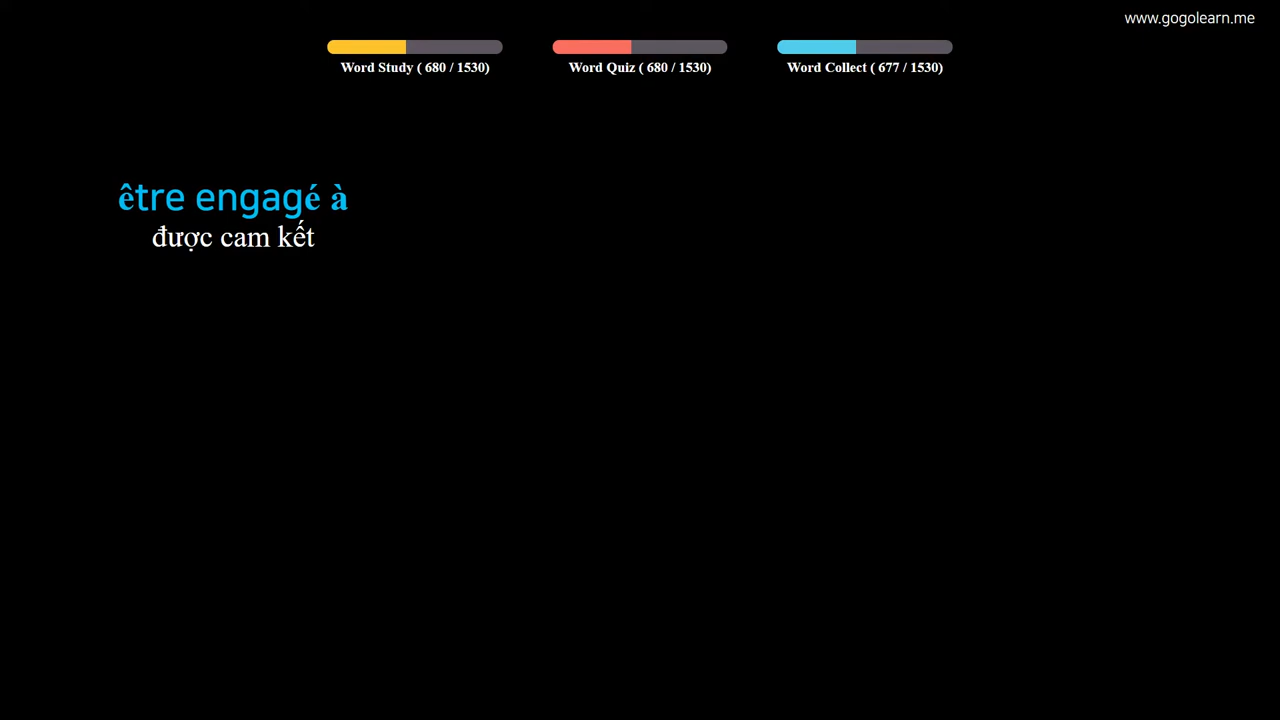 www.gogolearn.me
Word Study ( 680 / 1530)
Word Quiz ( 680 / 1530)
Word Collect ( 677 / 1530)
être engagé à
được cam kết